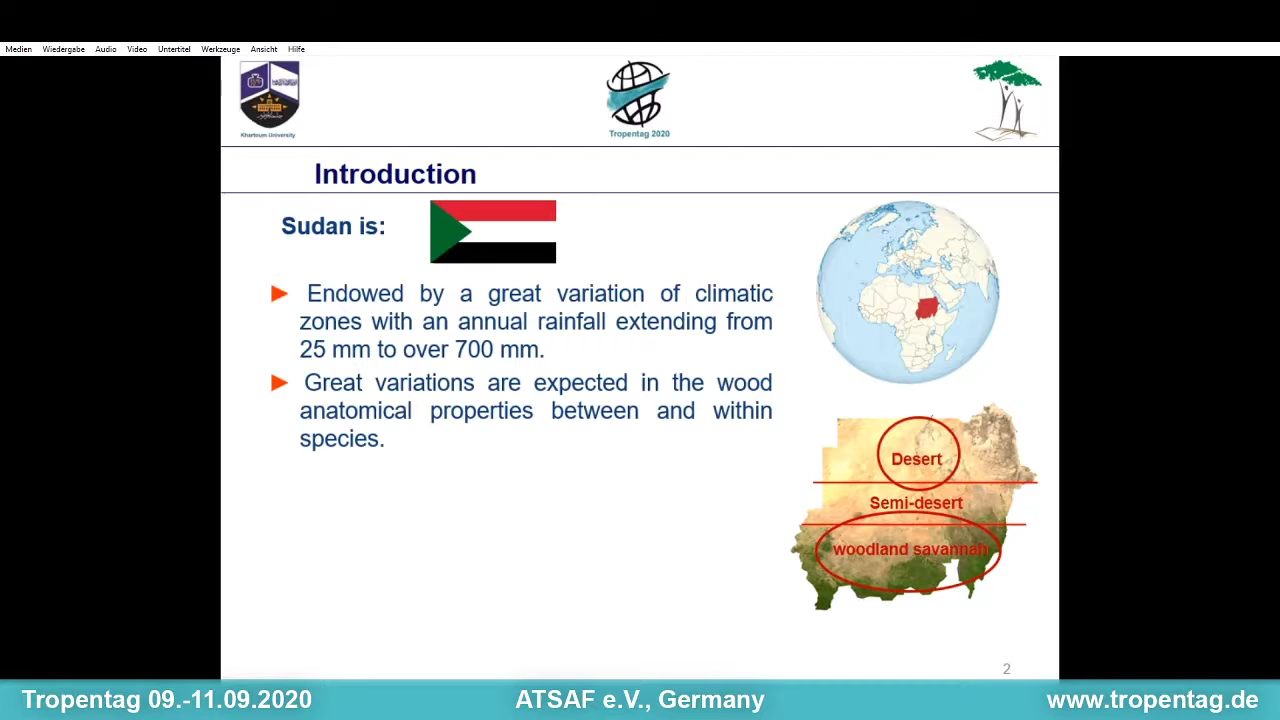 Medien Wiedergabe Audio Video Untertitel Werkzeuge Ansicht Hilfe
Khartoum University
Tropentag 2020
Introduction
Sudan is:
Endowed by a great variation of climatic
zones with an annual rainfall extending from
25 mm to over 700 mm.
Great variations are expected in the wood
anatomical properties between and within
species.
Desert
Semi-desert
woodland savannah
2
Tropentag 09.-11.09.2020 ATSAF e.V., Germany www.tropentag.de